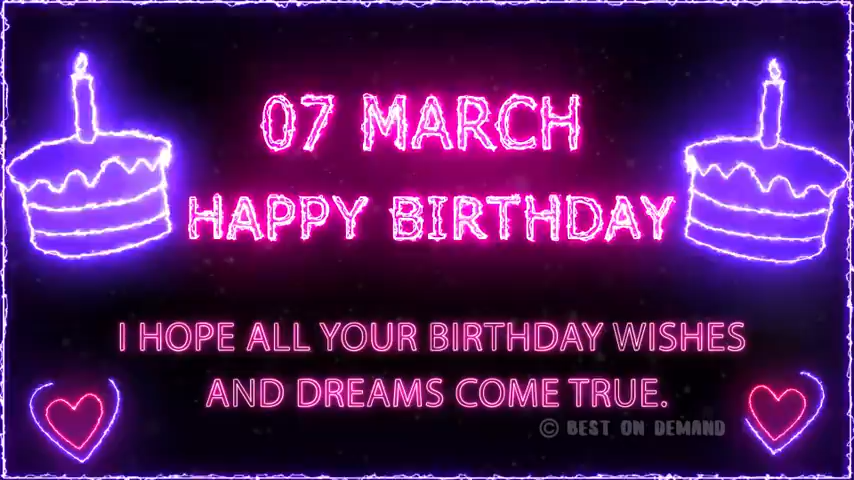 07 MARCH
HAPPY BIRTHDAY
I HOPE ALL YOUR BIRTHDAY WISHES
AND DREAMS COME TRUE.
© BEST ON DEMAND